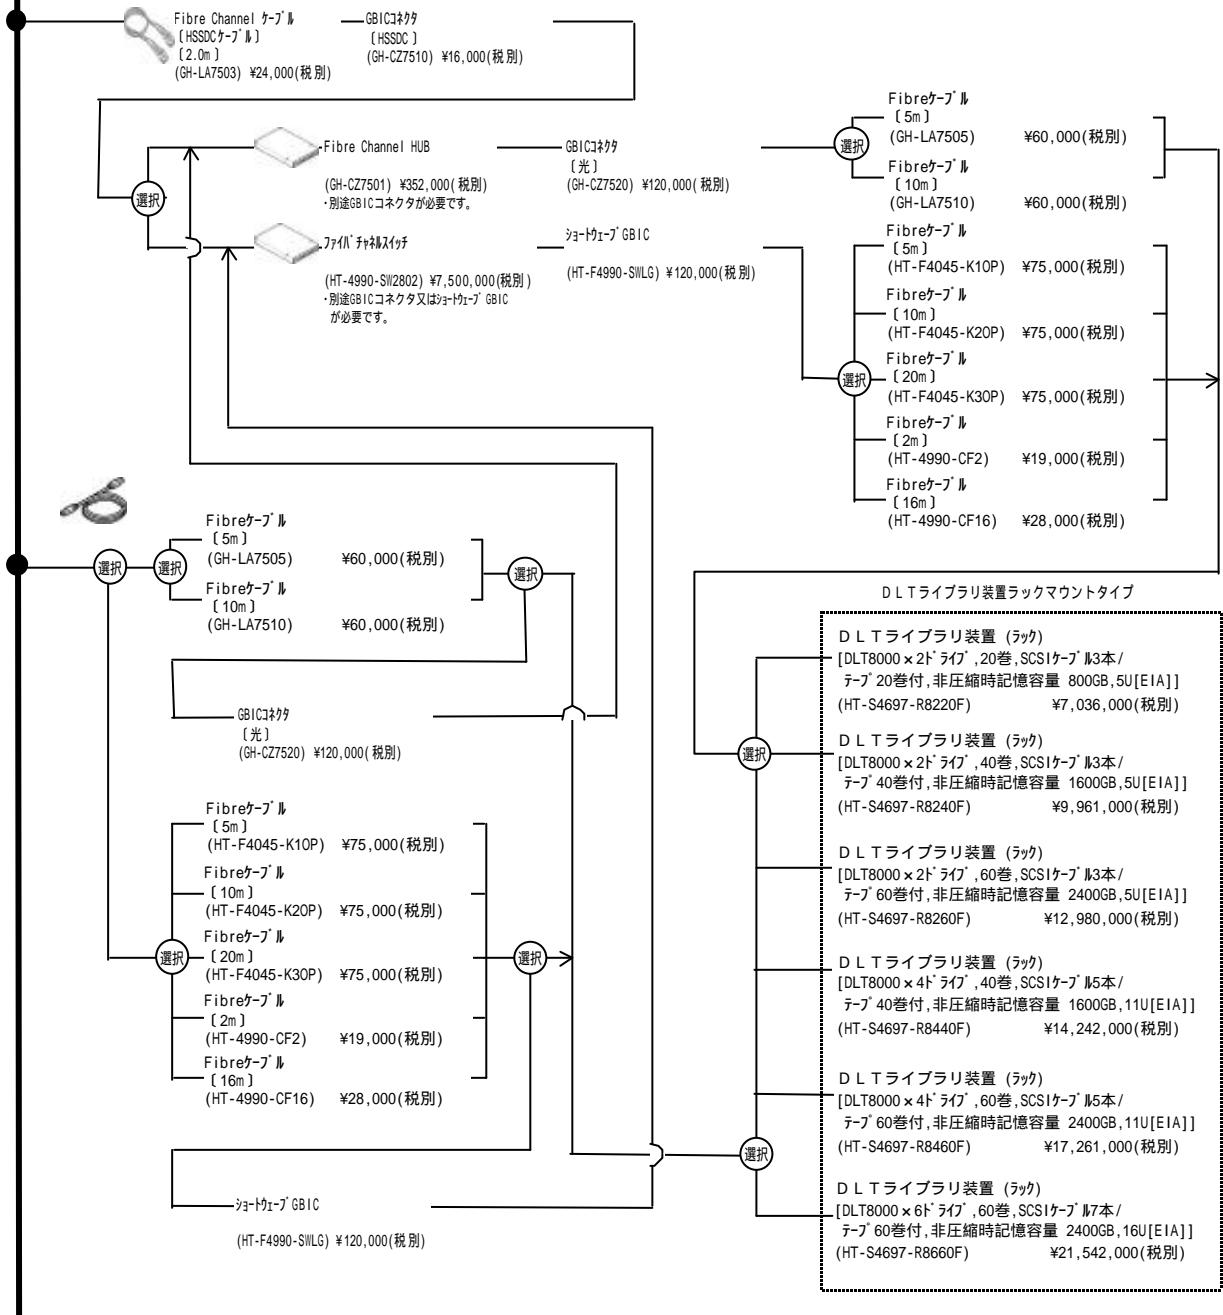 Fibre Channel ケーブル
〔HSSDCケーブル〕
〔2.0m〕
(GH-LA7503) ¥24,000(税別)
GBICコネクタ
〔HSSDC〕
(GH-CZ7510) ¥16,000(税別)
選択
Fibre Channel HUB
(GH-CZ7501) ¥352,000(税別)
・別途GBICコネクタが必要です。
GBICコネクタ
〔光〕
(GH-CZ7520) ¥120,000(税別)
ファイバチャネルスイッチ
(HT-4990-SW2802) ¥7,500,000(税別)
・別途GBICコネクタ又はショートウェーブGBIC
が必要です。
ショートウェーブGBIC
(HT-F4990-SWLG) ¥120,000(税別)
選択
Fibreケーブル
〔5m〕
(GH-LA7505) ¥60,000(税別)
Fibreケーブル
〔10m〕
(GH-LA7510) ¥60,000(税別)
選択
Fibreケーブル
〔5m〕
(HT-F4045-K1OP) ¥75,000(税別)
Fibreケーブル
〔10m〕
(HT-F4045-K2OP) ¥75,000(税別)
Fibreケーブル
〔20m〕
(HT-F4045-K3OP) ¥75,000(税別)
Fibreケーブル
〔2m〕
(HT-4990-CF2) ¥19,000(税別)
Fibreケーブル
〔16m〕
(HT-4990-CF16) ¥28,000(税別)
選択
選択
Fibreケーブル
〔5m〕
(GH-LA7505) ¥60,000(税別)
Fibreケーブル
〔10m〕
(GH-LA7510) ¥60,000(税別)
選択
GBICコネクタ
〔光〕
(GH-CZ7520) ¥120,000(税別)
選択
Fibreケーブル
〔5m〕
(HT-F4045-K1OP) ¥75,000(税別)
Fibreケーブル
〔10m〕
(HT-F4045-K2OP) ¥75,000(税別)
Fibreケーブル
〔20m〕
(HT-F4045-K3OP) ¥75,000(税別)
Fibreケーブル
〔2m〕
(HT-4990-CF2) ¥19,000(税別)
Fibreケーブル
〔16m〕
(HT-4990-CF16) ¥28,000(税別)
選択
ショートウェーブGBIC
(HT-F4990-SWLG) ¥120,000(税別)
DLTライブラリ装置ラックマウントタイプ
選択
選択
DLTライブラリ装置 (ラック)
[DLT8000×2ドライブ,20巻,SCSIケーブル3本/
テープ20巻付,非圧縮時記憶容量 800GB,5U[EIA]]
(HT-S4697-R8220F) ¥7,036,000(税別)
DLTライブラリ装置 (ラック)
[DLT8000×2ドライブ,40巻,SCSIケーブル3本/
テープ40巻付,非圧縮時記憶容量 1600GB,5U[EIA]]
(HT-S4697-R8240F) ¥9,961,000(税別)
DLTライブラリ装置 (ラック)
[DLT8000×2ドライブ,60巻,SCSIケーブル3本/
テープ60巻付,非圧縮時記憶容量 2400GB,5U[EIA]]
(HT-S4697-R8260F) ¥12,980,000(税別)
DLTライブラリ装置 (ラック)
[DLT8000×4ドライブ,40巻,SCSIケーブル5本/
テープ40巻付,非圧縮時記憶容量 1600GB,11U[EIA]]
(HT-S4697-R8440F) ¥14,242,000(税別)
DLTライブラリ装置 (ラック)
[DLT8000×4ドライブ,60巻,SCSIケーブル5本/
テープ60巻付,非圧縮時記憶容量 2400GB,11U[EIA]]
(HT-S4697-R8460F) ¥17,261,000(税別)
DLTライブラリ装置 (ラック)
[DLT8000×6ドライブ,60巻,SCSIケーブル7本/
テープ60巻付,非圧縮時記憶容量 2400GB,16U[EIA]]
(HT-S4697-R8660F) ¥21,542,000(税別)